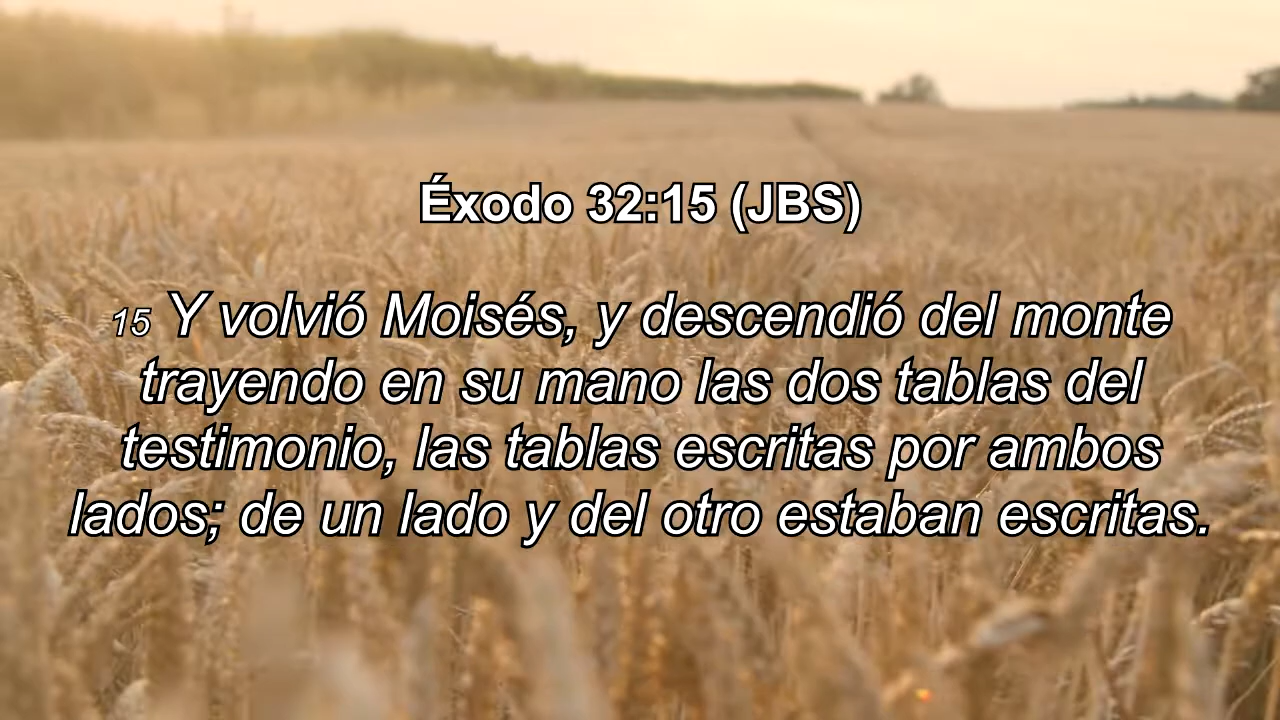 Éxodo 32:15 (JBS)
15 Y volvió Moisés, y descendió del monte
trayendo en su mano las dos tablas del
testimonio, las tablas escritas por ambos
lados; de un lado y del otro estaban escritas.